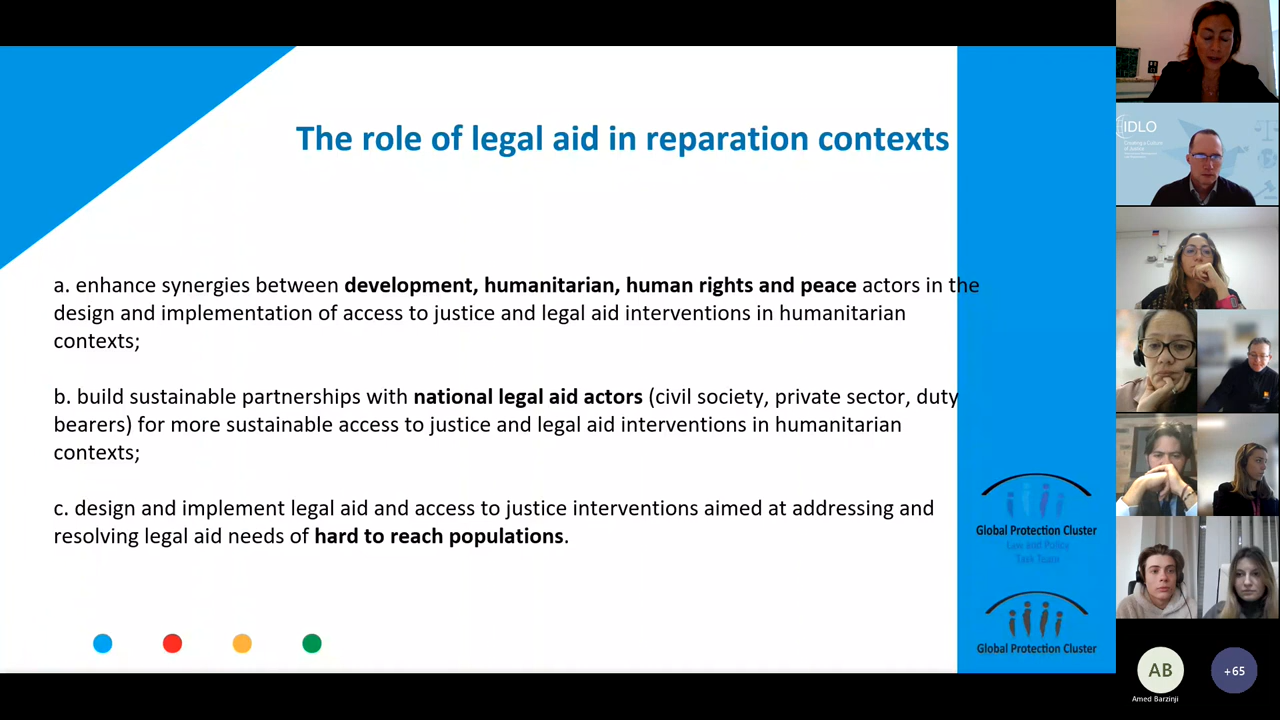 The role of legal aid in reparation contexts
a. enhance synergies between development, humanitarian, human rights and peace actors in the
design and implementation of access to justice and legal aid interventions in humanitarian
contexts;
b. build sustainable partnerships with national legal aid actors (civil society, private sector, duty
bearers) for more sustainable access to justice and legal aid interventions in humanitarian
contexts;
c. design and implement legal aid and access to justice interventions aimed at addressing and
resolving legal aid needs of hard to reach populations.
Global Protection Cluster
Law and Policy
Task Team
Global Protection Cluster
IDLO
AB
Amed Barzinji
+65